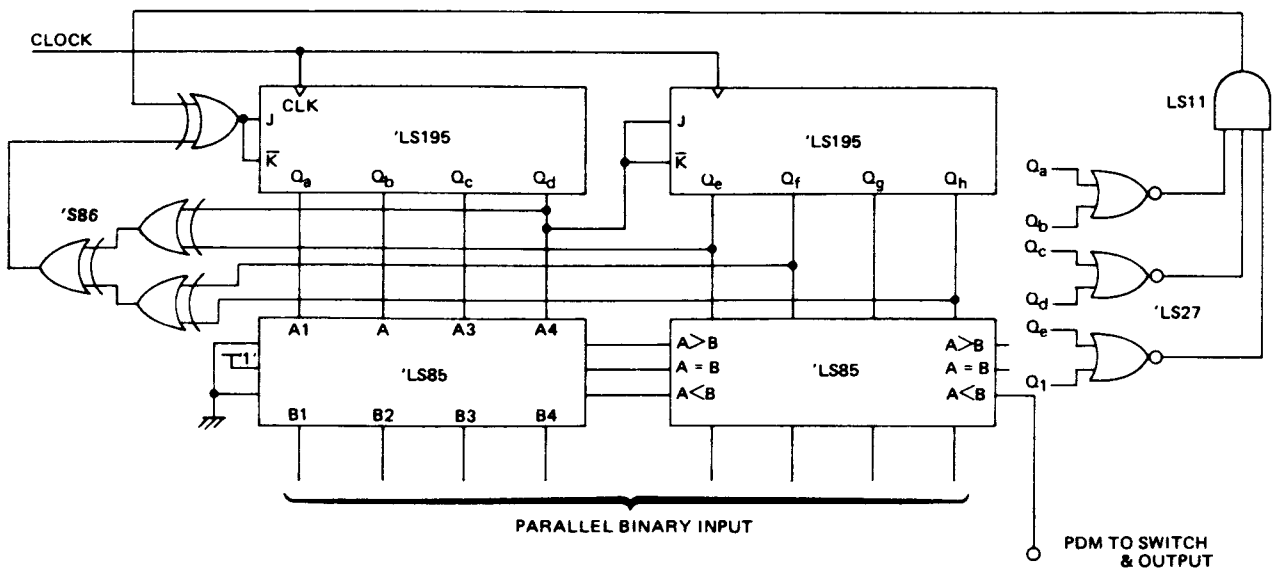 CLOCK
CLK
J
K̅
'LS195
Qa Qb Qc Qd
J
K̅
'LS195
Qe Qf Qg Qh
LS11
'S86
Qa
Qb
Qc
Qd
Qe
Q1
'LS27
A1 A A3 A4
'1'
'LS85
B1 B2 B3 B4
A>B
A = B
A<B
'LS85
A>B
A = B
A<B
PARALLEL BINARY INPUT
PDM TO SWITCH
& OUTPUT